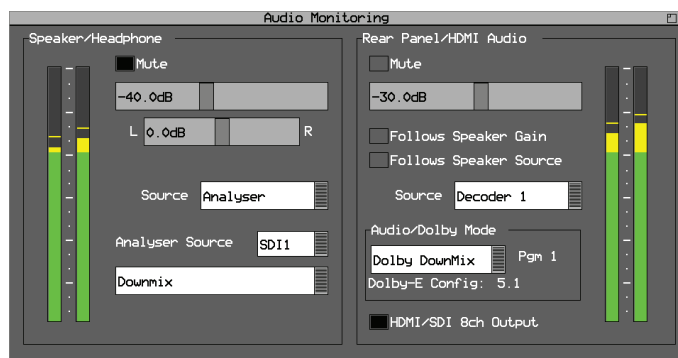 Audio Monitoring
Speaker/Headphone
Mute
-40.0dB
L 0.0dB R
Source Analyser
Analyser Source SDI1
Downmix
Rear Panel/HDMI Audio
Mute
-30.0dB
Follows Speaker Gain
Follows Speaker Source
Source Decoder 1
Audio/Dolby Mode
Dolby DownMix Pgm 1
Dolby-E Config: 5.1
HDMI/SDI 8ch Output